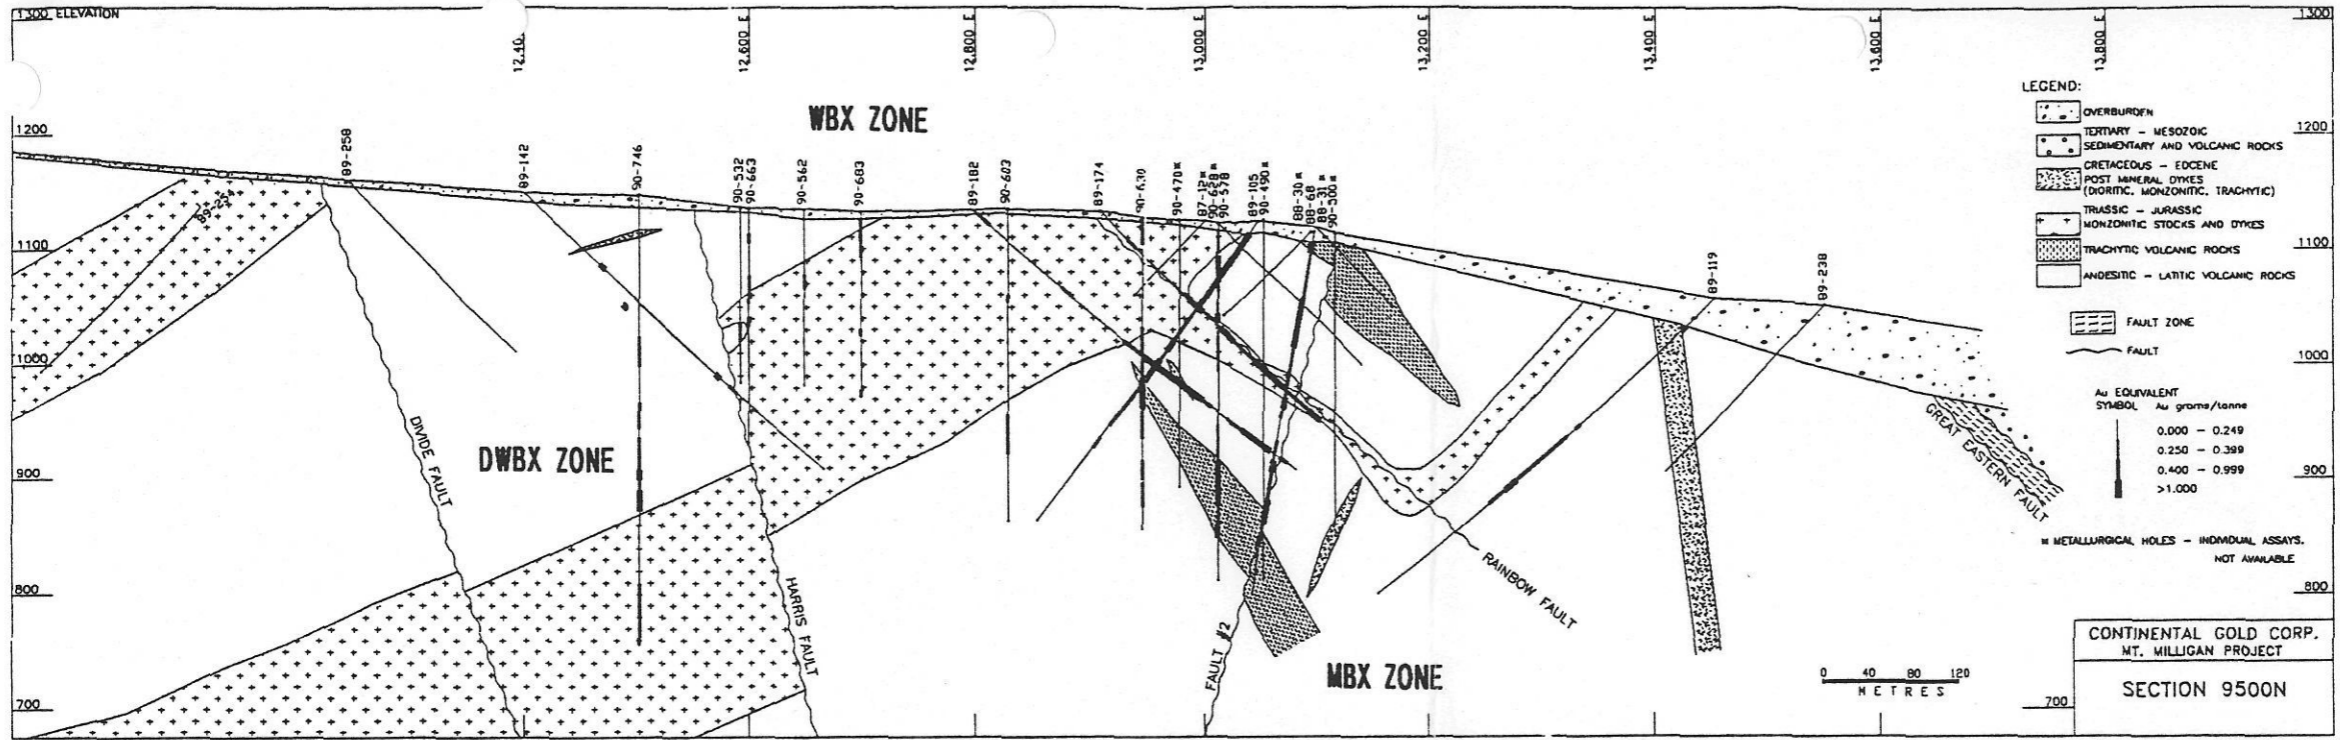 1300 ELEVATION
12,40
12,600 E
12,800 E
13,000 E
13,200 E
13,400 E
13,600 E
13,800 E
1300
WBX ZONE
1200
1200
89-258
89-142
90-746
90-532
90-663
90-562
90-683
89-182
90-603
89-174
90-630
90-470*
87-12*
90-628*
90-578
89-105
90-490*
88-30*
88-68
88-31*
90-500*
89-119
89-238
1100
1100
1000
1000
900
900
800
800
700
700
DIVIDE FAULT
DWBX ZONE
HARRIS FAULT
FAULT #2
MBX ZONE
RAINBOW FAULT
GREAT EASTERN FAULT
LEGEND:
OVERBURDEN
TERTIARY - MESOZOIC
SEDIMENTARY AND VOLCANIC ROCKS
CRETACEOUS - EOCENE
POST MINERAL DYKES
(DIORITIC, MONZONITIC, TRACHYTIC)
TRIASSIC - JURASSIC
MONZONITIC STOCKS AND DYKES
TRACHYTIC VOLCANIC ROCKS
ANDESITIC - LATITIC VOLCANIC ROCKS
FAULT ZONE
FAULT
Au EQUIVALENT
SYMBOL Au grams/tonne
0.000 - 0.249
0.250 - 0.399
0.400 - 0.999
>1.000
* METALLURGICAL HOLES - INDIVIDUAL ASSAYS,
NOT AVAILABLE
0 40 80 120
METRES
CONTINENTAL GOLD CORP.
MT. MILLIGAN PROJECT
SECTION 9500N